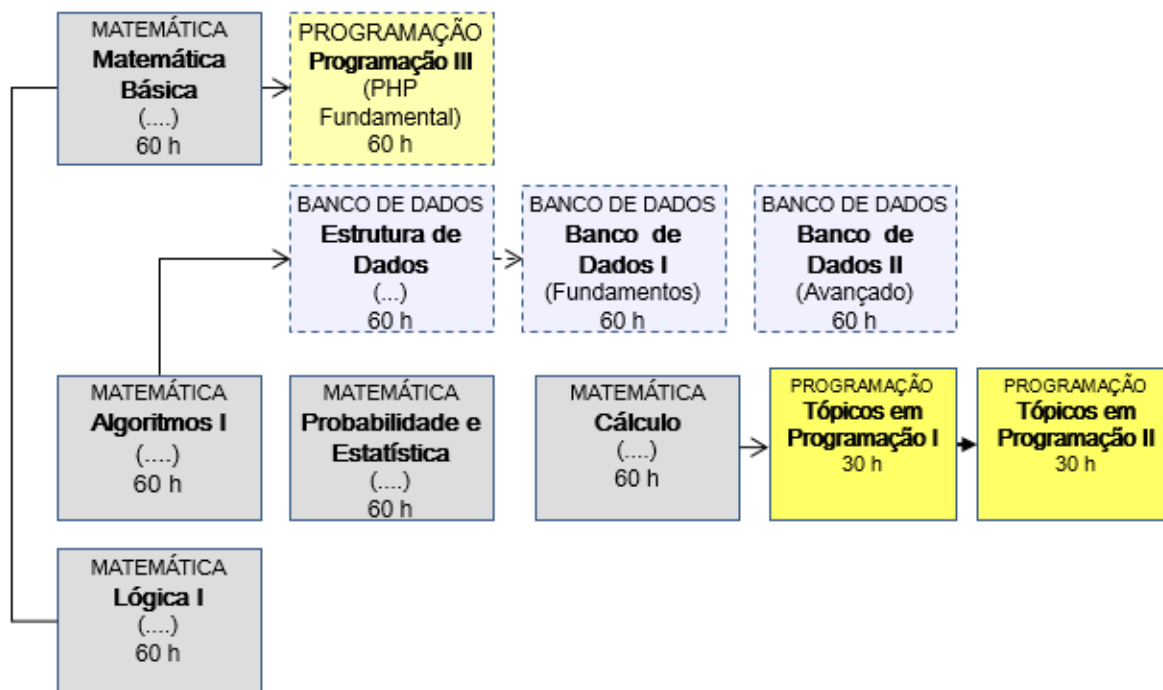 MATEMÁTICA
Matemática
Básica
(....)
60 h
PROGRAMAÇÃO
Programação III
(PHP
Fundamental)
60 h
BANCO DE DADOS
Estrutura de
Dados
(...)
60 h
BANCO DE DADOS
Banco de
Dados I
(Fundamentos)
60 h
BANCO DE DADOS
Banco de
Dados II
(Avançado)
60 h
MATEMÁTICA
Algoritmos I
(....)
60 h
MATEMÁTICA
Probabilidade e
Estatística
(....)
60 h
MATEMÁTICA
Cálculo
(....)
60 h
PROGRAMAÇÃO
Tópicos em
Programação I
30 h
PROGRAMAÇÃO
Tópicos em
Programação II
30 h
MATEMÁTICA
Lógica I
(....)
60 h